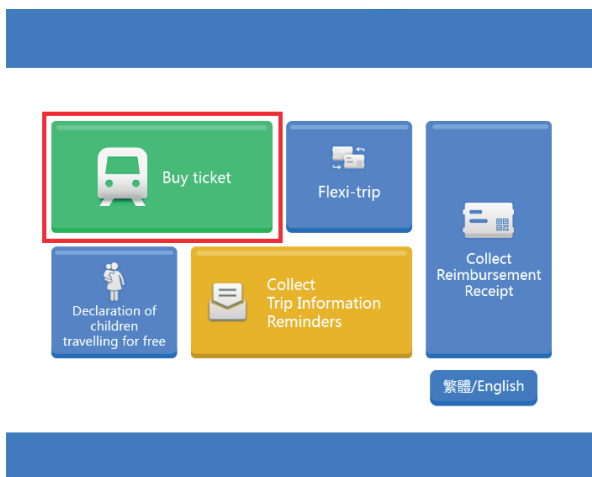 Buy ticket
Flexi-trip
Collect
Reimbursement
Receipt
Declaration of
children
travelling for free
Collect
Trip Information
Reminders
繁體/English